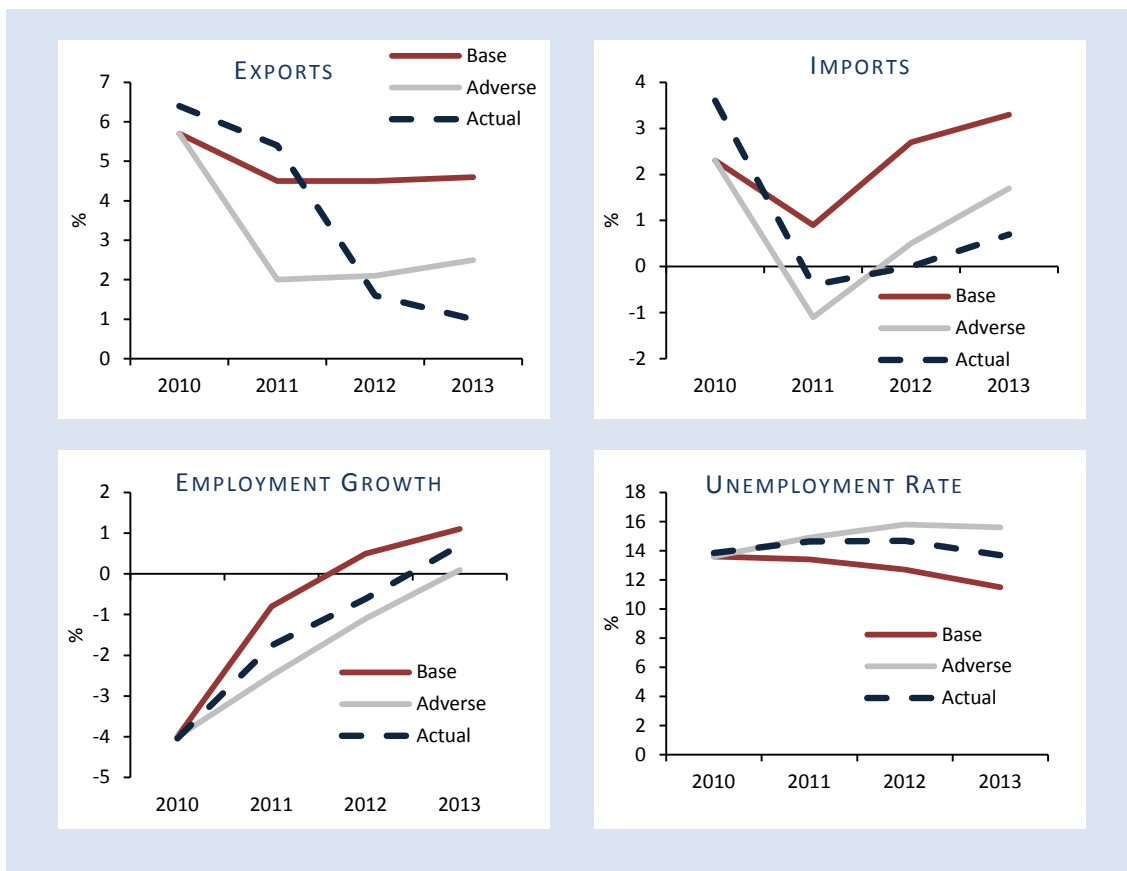 EXPORTS
Base
Adverse
Actual
%
7
6
5
4
3
2
1
0
2010 2011 2012 2013
IMPORTS
%
4
3
2
1
0
-1
-2
Base
Adverse
Actual
2010 2011 2012 2013
EMPLOYMENT GROWTH
%
2
1
0
-1
-2
-3
-4
-5
Base
Adverse
Actual
2010 2011 2012 2013
UNEMPLOYMENT RATE
%
18
16
14
12
10
8
6
4
2
0
Base
Adverse
Actual
2010 2011 2012 2013